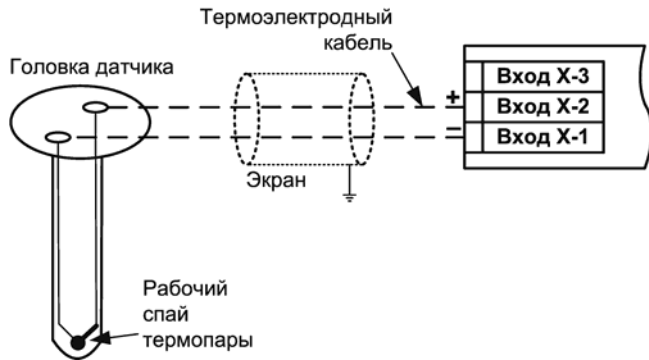 Термоэлектродный
кабель
Головка датчика
Вход X-3
+
Вход X-2
–
Вход X-1
Экран
Рабочий
спай
термопары